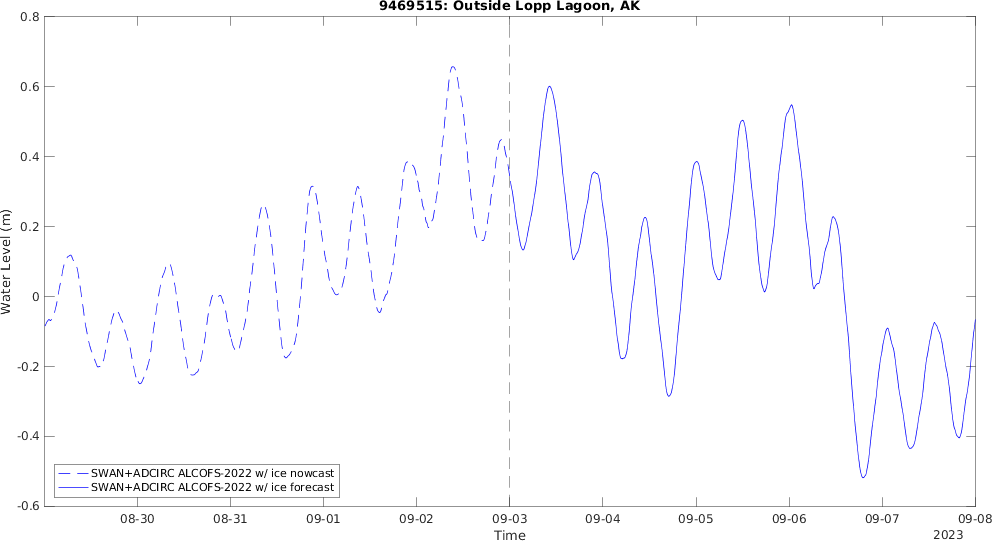 9469515: Outside Lopp Lagoon, AK
0.8
0.6
0.4
0.2
0
-0.2
-0.4
-0.6
Water Level (m)
SWAN+ADCIRC ALCOFS-2022 w/ ice nowcast
SWAN+ADCIRC ALCOFS-2022 w/ ice forecast
08-30 08-31 09-01 09-02 09-03 09-04 09-05 09-06 09-07 09-08
Time
2023